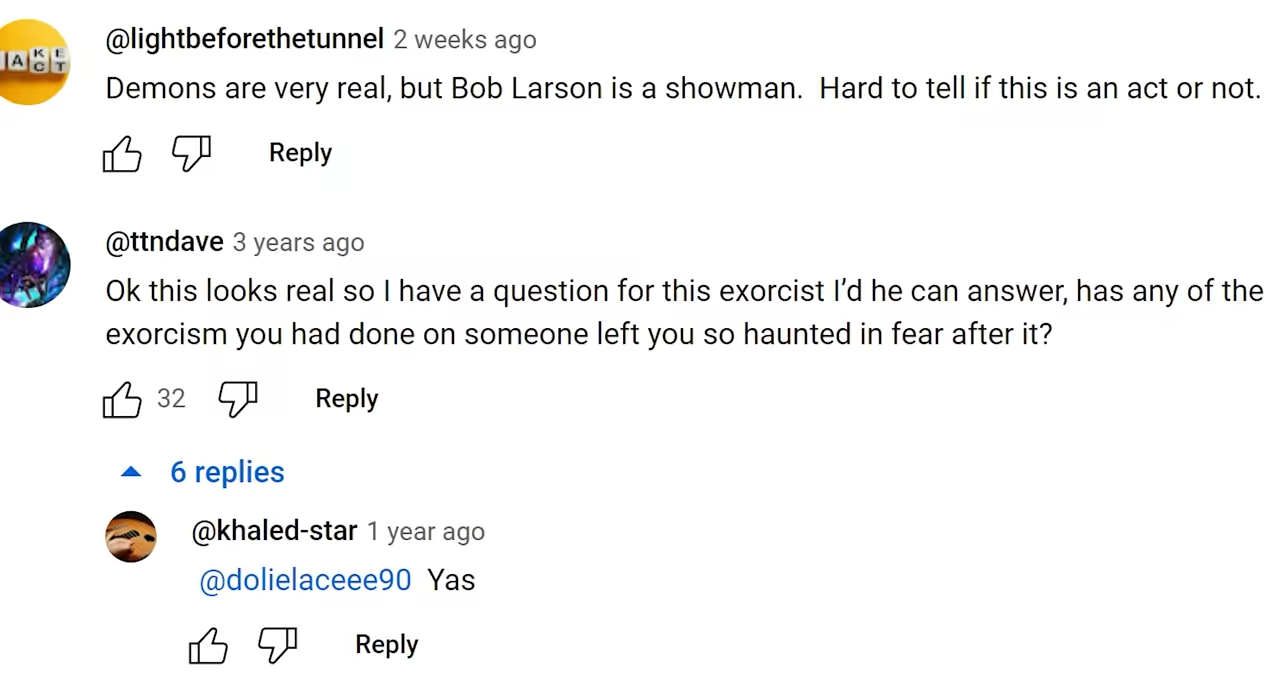 @lightbeforethetunnel 2 weeks ago
Demons are very real, but Bob Larson is a showman.  Hard to tell if this is an act or not.
Reply
@ttndave 3 years ago
Ok this looks real so I have a question for this exorcist I’d he can answer, has any of the
exorcism you had done on someone left you so haunted in fear after it?
32 Reply
6 replies
@khaled-star 1 year ago
@dolielaceee90 Yas
Reply